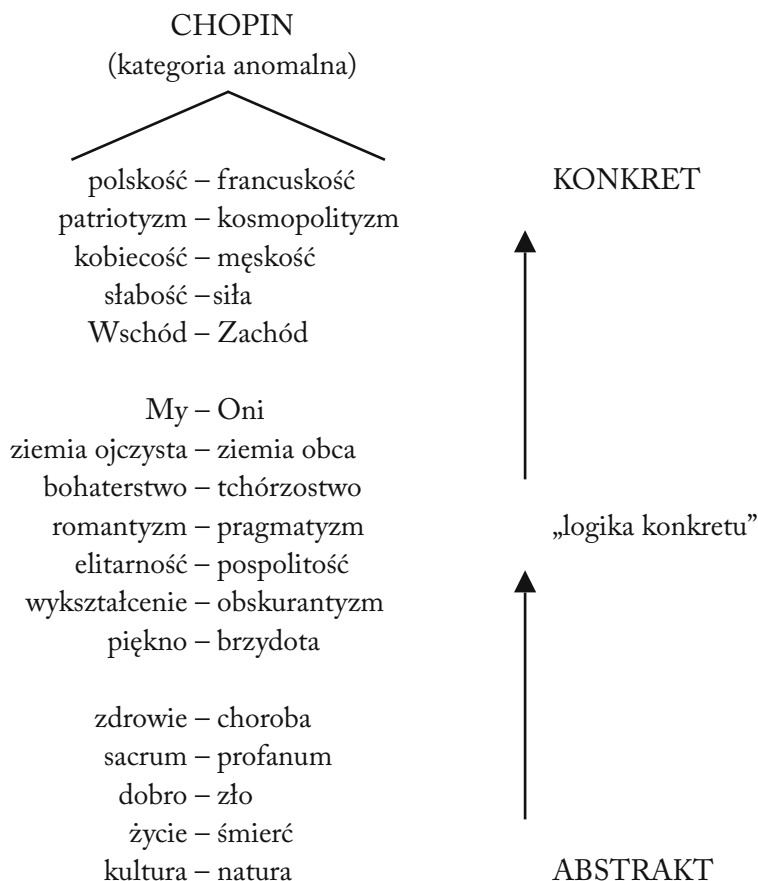 CHOPIN
(kategoria anomalna)
polskość – francuskość KONKRET
patriotyzm – kosmopolityzm
kobiecość – męskość
słabość – siła
Wschód – Zachód
My – Oni
ziemia ojczysta – ziemia obca
bohaterstwo – tchórzostwo
romantyzm – pragmatyzm „logika konkretu”
elitarność – pospolitość
wykształcenie – obskurantyzm
piękno – brzydota
zdrowie – choroba
sacrum – profanum
dobro – zło
życie – śmierć
kultura – natura ABSTRAKT